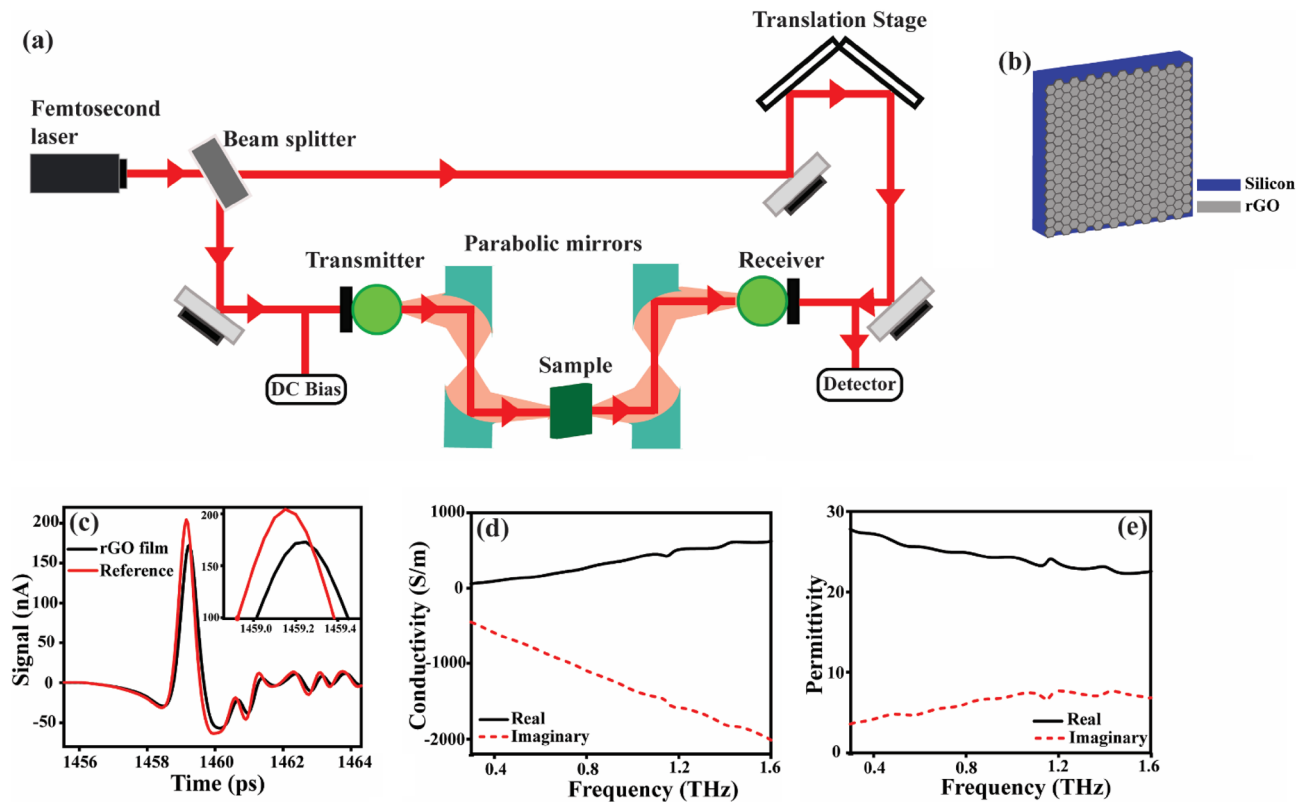 (a)
Translation Stage
(b)
Femtosecond
laser
Beam splitter
Silicon
rGO
Transmitter
Parabolic mirrors
Receiver
DC Bias
Sample
Detector
(c)
rGO film
Reference
200
150
100
50
0
-50
Signal (nA)
1456
1458
1460
1462
1464
Time (ps)
200
150
100
1459.0
1459.2
1459.4
(d)
1000
0
-1000
-2000
Conductivity (S/m)
Real
Imaginary
0.4
0.8
1.2
1.6
Frequency (THz)
(e)
30
20
10
0
Permittivity
Real
Imaginary
0.4
0.8
1.2
1.6
Frequency (THz)